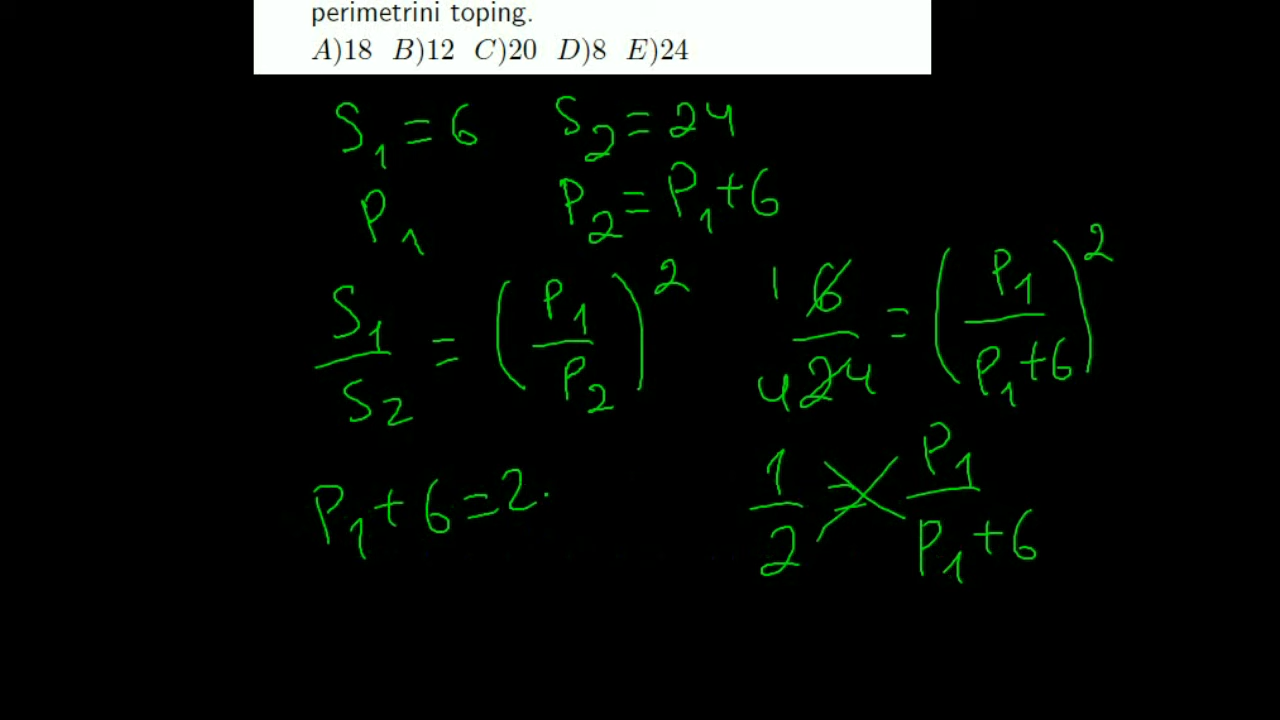 perimetrini toping.
A)18 B)12 C)20 D)8 E)24
S₁ = 6 S₂ = 24
P₁ P₂ = P₁ + 6
S₁/S₂ = (P₁/P₂)² 1 6/4 24 = (P₁/(P₁+6))²
P₁ + 6 = 2· 1/2 = P₁/(P₁+6)